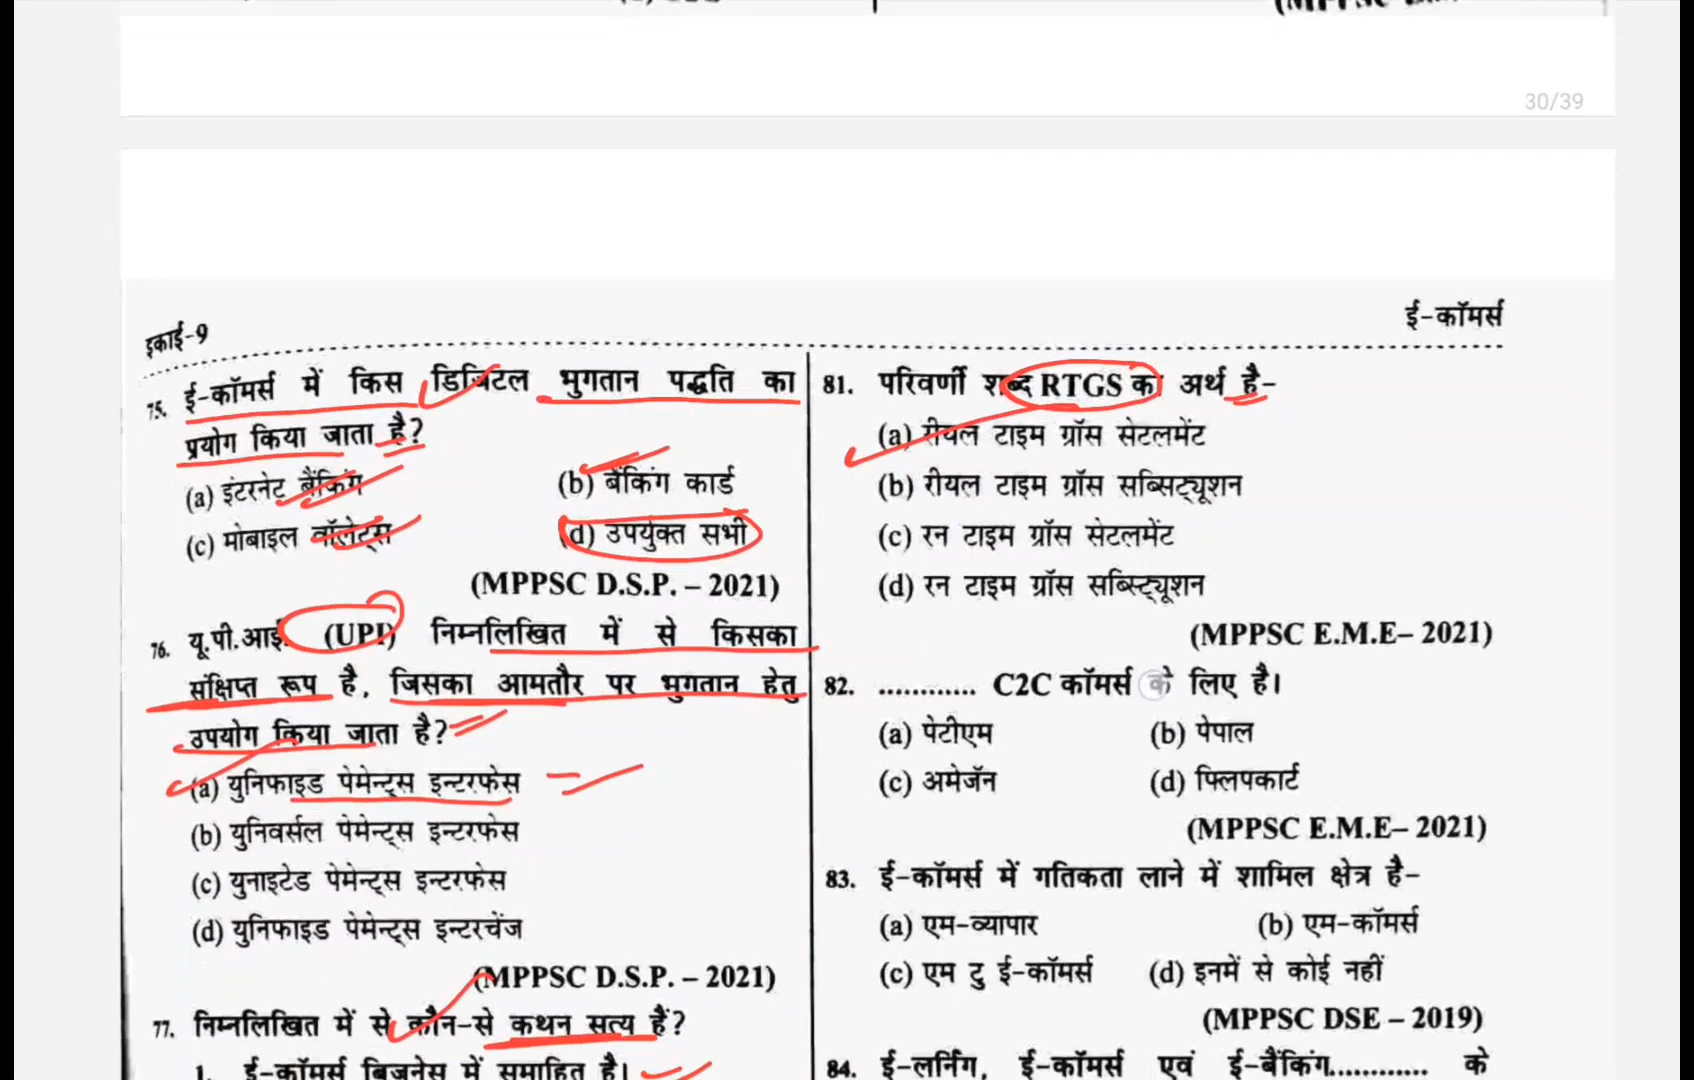 30/39
इकाई-9
ई-कॉमर्स
75. ई-कॉमर्स में किस डिजिटल भुगतान पद्धति का
प्रयोग किया जाता है?
(a) इंटरनेट बैंकिंग (b) बैंकिंग कार्ड
(c) मोबाइल वॉलेट्स (d) उपर्युक्त सभी
(MPPSC D.S.P. – 2021)
76. यू.पी.आई. (UPI) निम्नलिखित में से किसका
संक्षिप्त रूप है, जिसका आमतौर पर भुगतान हेतु
उपयोग किया जाता है?
(a) युनिफाइड पेमेन्ट्स इन्टरफेस
(b) युनिवर्सल पेमेन्ट्स इन्टरफेस
(c) युनाइटेड पेमेन्ट्स इन्टरफेस
(d) युनिफाइड पेमेन्ट्स इन्टरचेंज
(MPPSC D.S.P. – 2021)
77. निम्नलिखित में से कौन-से कथन सत्य हैं?
1. ई-कॉमर्स बिजनेस में समाहित है।
81. परिवर्णी शब्द RTGS का अर्थ है-
(a) रीयल टाइम ग्रॉस सेटलमेंट
(b) रीयल टाइम ग्रॉस सब्सिट्यूशन
(c) रन टाइम ग्रॉस सेटलमेंट
(d) रन टाइम ग्रॉस सब्स्ट्यिूशन
(MPPSC E.M.E– 2021)
82. ............ C2C कॉमर्स के लिए है।
(a) पेटीएम (b) पेपाल
(c) अमेजॅन (d) फ्लिपकार्ट
(MPPSC E.M.E– 2021)
83. ई-कॉमर्स में गतिकता लाने में शामिल क्षेत्र है-
(a) एम-व्यापार (b) एम-कॉमर्स
(c) एम टु ई-कॉमर्स (d) इनमें से कोई नहीं
(MPPSC DSE – 2019)
84. ई-लर्निंग, ई-कॉमर्स एवं ई-बैंकिंग............ के